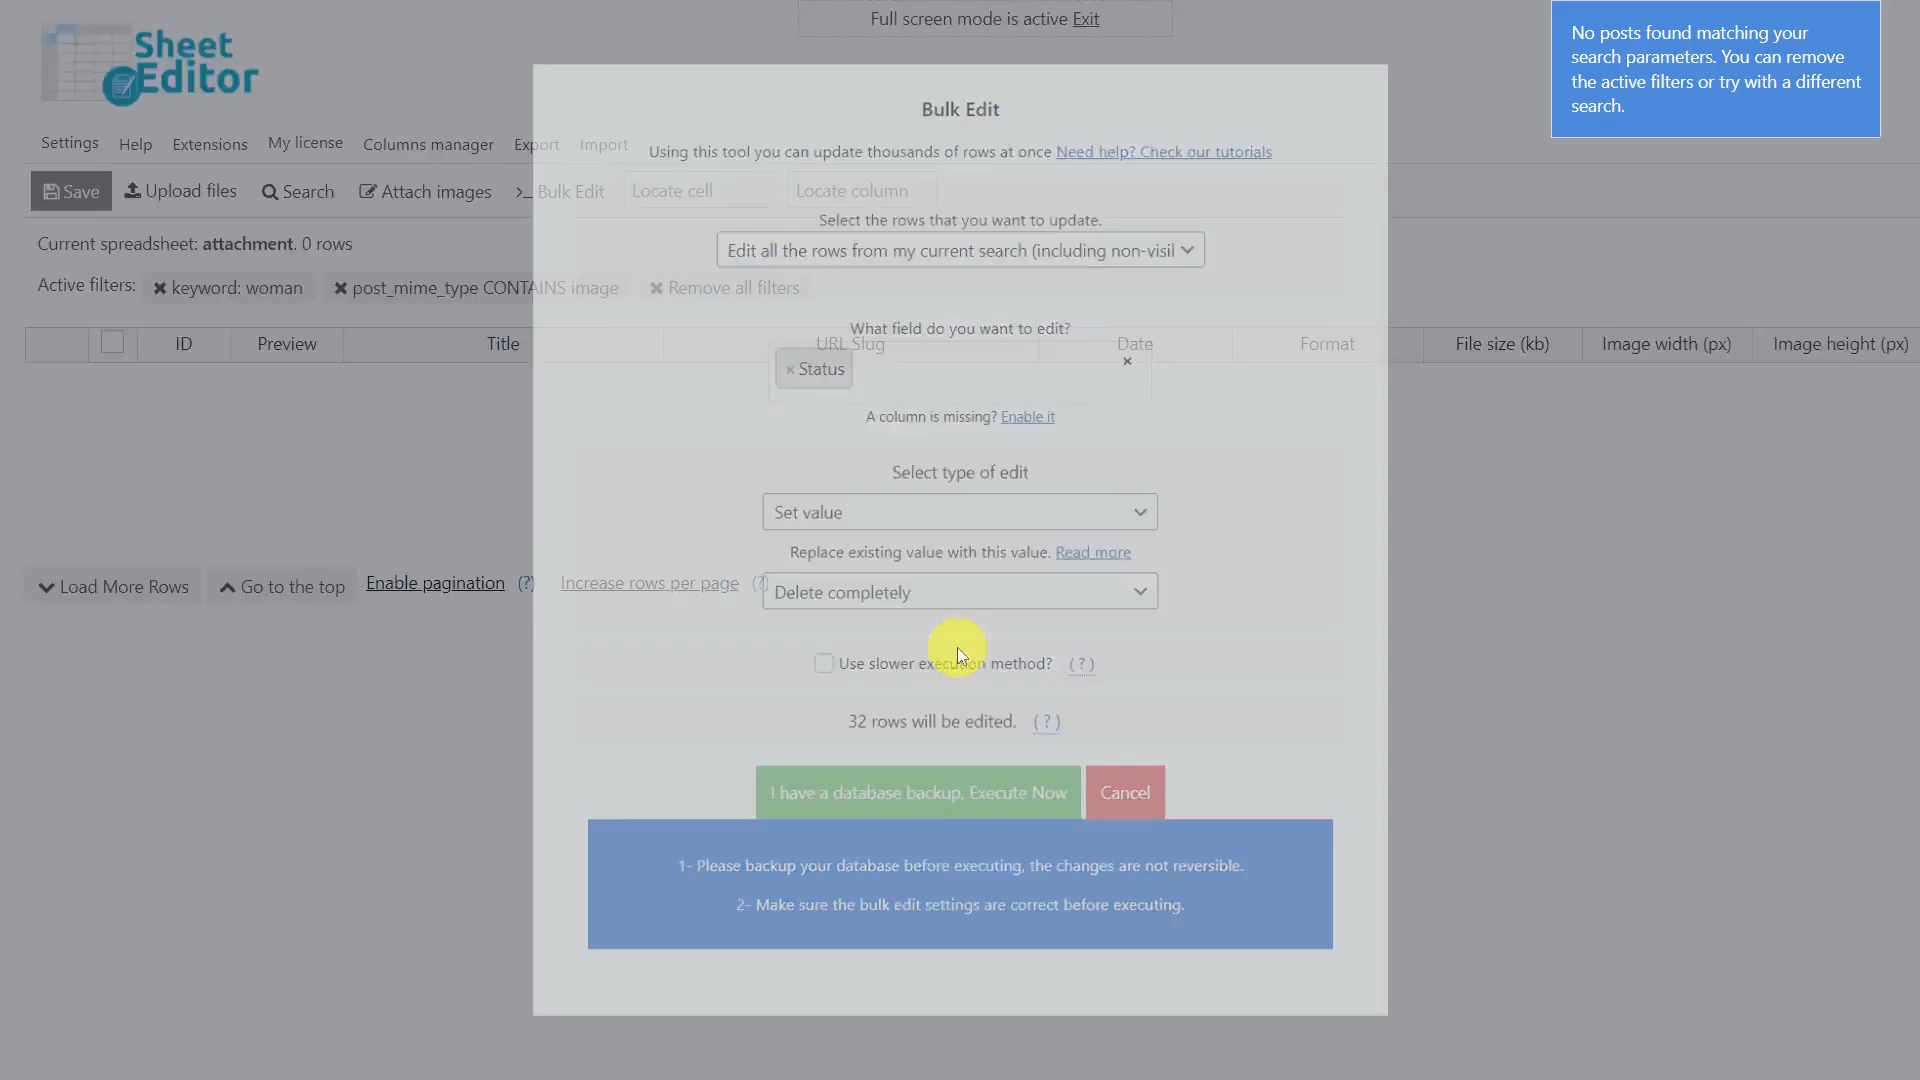 Full screen mode is active Exit
No posts found matching your
search parameters. You can remove
the active filters or try with a different
search.
Sheet
Editor
Settings Help Extensions My license Columns manager Export Import
Save Upload files Search Attach images >_ Bulk Edit Locate cell Locate column
Current spreadsheet: attachment. 0 rows
Active filters: × keyword: woman × post_mime_type CONTAINS image × Remove all filters
ID Preview Title URL Slug Date Format File size (kb) Image width (px) Image height (px)
Load More Rows Go to the top Enable pagination (?) Increase rows per page (?)
Bulk Edit
Using this tool you can update thousands of rows at once Need help? Check our tutorials
Select the rows that you want to update.
Edit all the rows from my current search (including non-visil
What field do you want to edit?
× Status ×
A column is missing? Enable it
Select type of edit
Set value
Replace existing value with this value. Read more
Delete completely
Use slower execution method? (?)
32 rows will be edited. (?)
I have a database backup, Execute Now Cancel
1- Please backup your database before executing, the changes are not reversible.
2- Make sure the bulk edit settings are correct before executing.